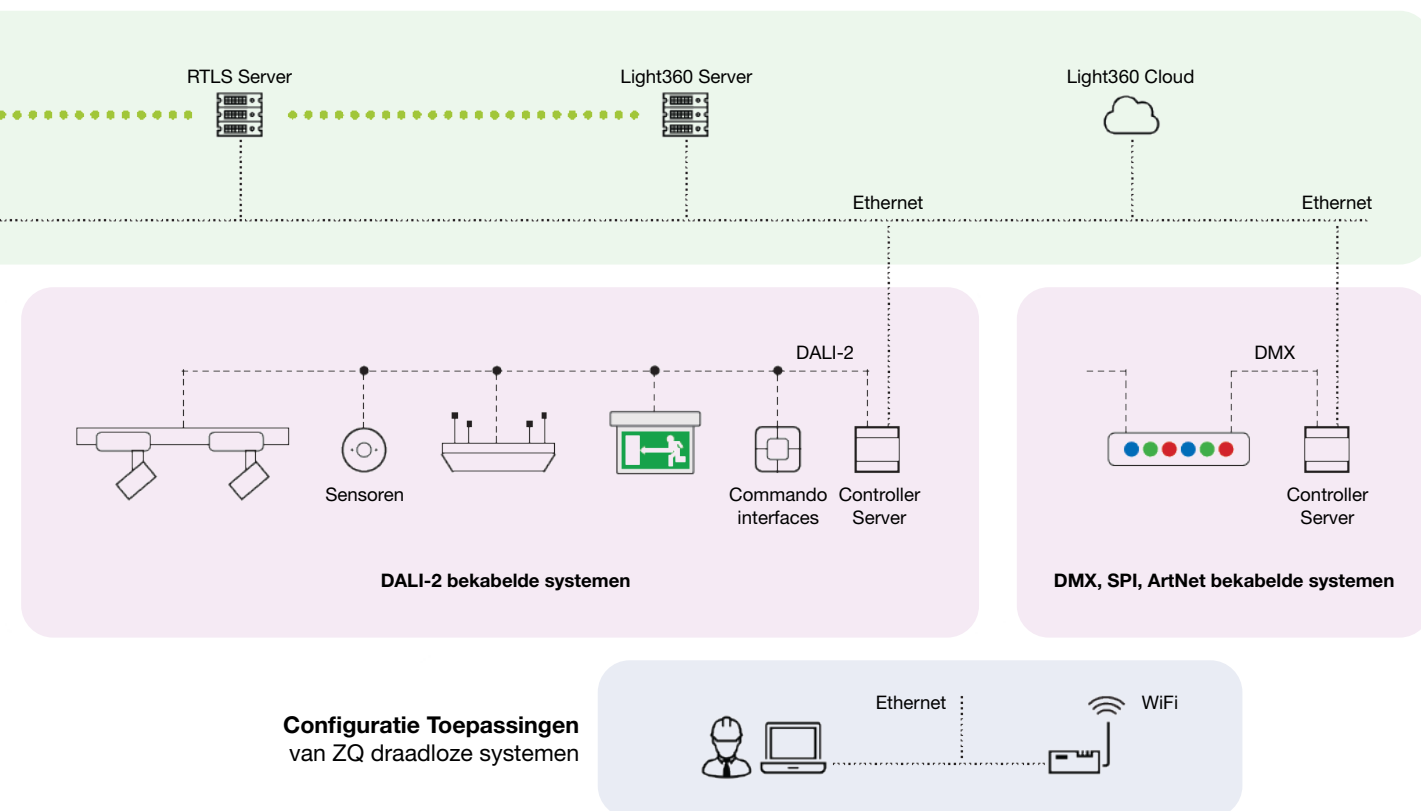 RTLS Server
Light360 Server
Light360 Cloud
Ethernet
Ethernet
DALI-2
DMX
Sensoren
Commando
interfaces
Controller
Server
Controller
Server
DALI-2 bekabelde systemen
DMX, SPI, ArtNet bekabelde systemen
Configuratie Toepassingen
van ZQ draadloze systemen
Ethernet
WiFi